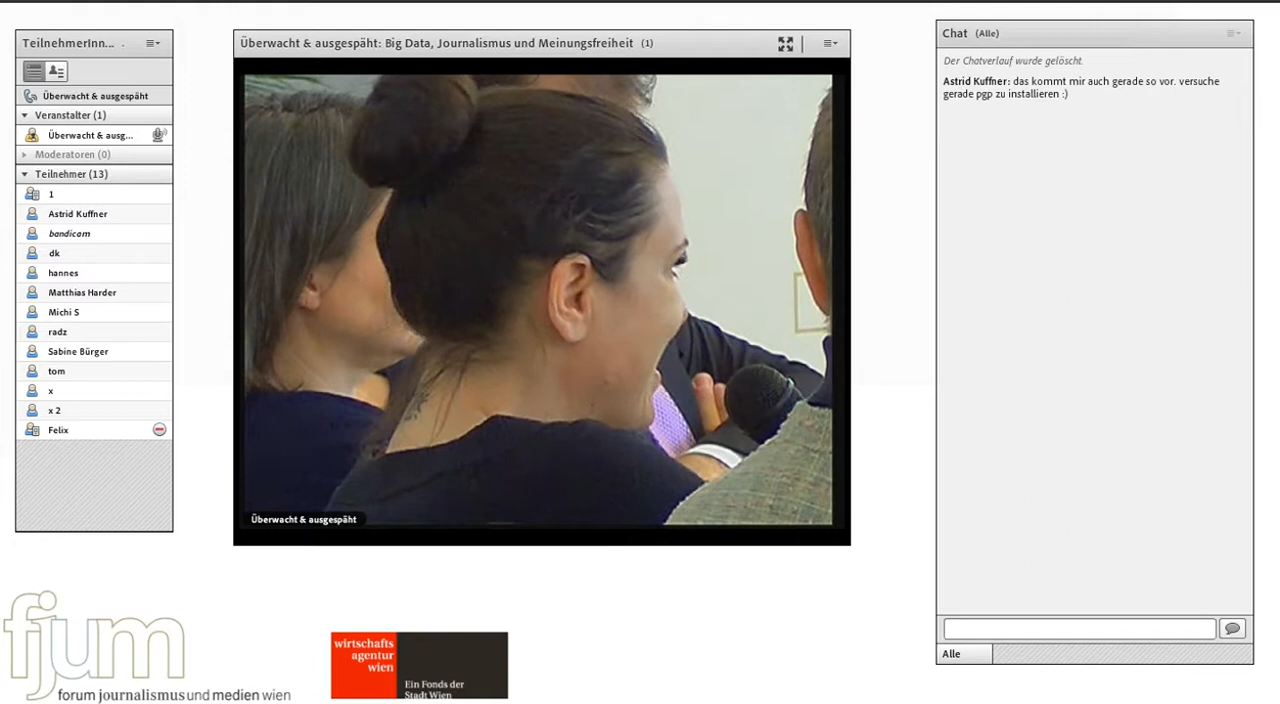 TeilnehmerInn... .
Überwacht & ausgespäht
Veranstalter (1)
Überwacht & ausg...
Moderatoren (0)
Teilnehmer (13)
1
Astrid Kuffner
bandicam
dk
hannes
Matthias Harder
Michi S
radz
Sabine Bürger
tom
x
x 2
Felix
Überwacht & ausgespäht: Big Data, Journalismus und Meinungsfreiheit (1)
Überwacht & ausgespäht
Chat (Alle)
Der Chatverlauf wurde gelöscht.
Astrid Kuffner: das kommt mir auch gerade so vor. versuche
gerade pgp zu installieren :)
Alle
fjum
forum journalismus und medien wien
wirtschafts
agentur
wien
Ein Fonds der
Stadt Wien